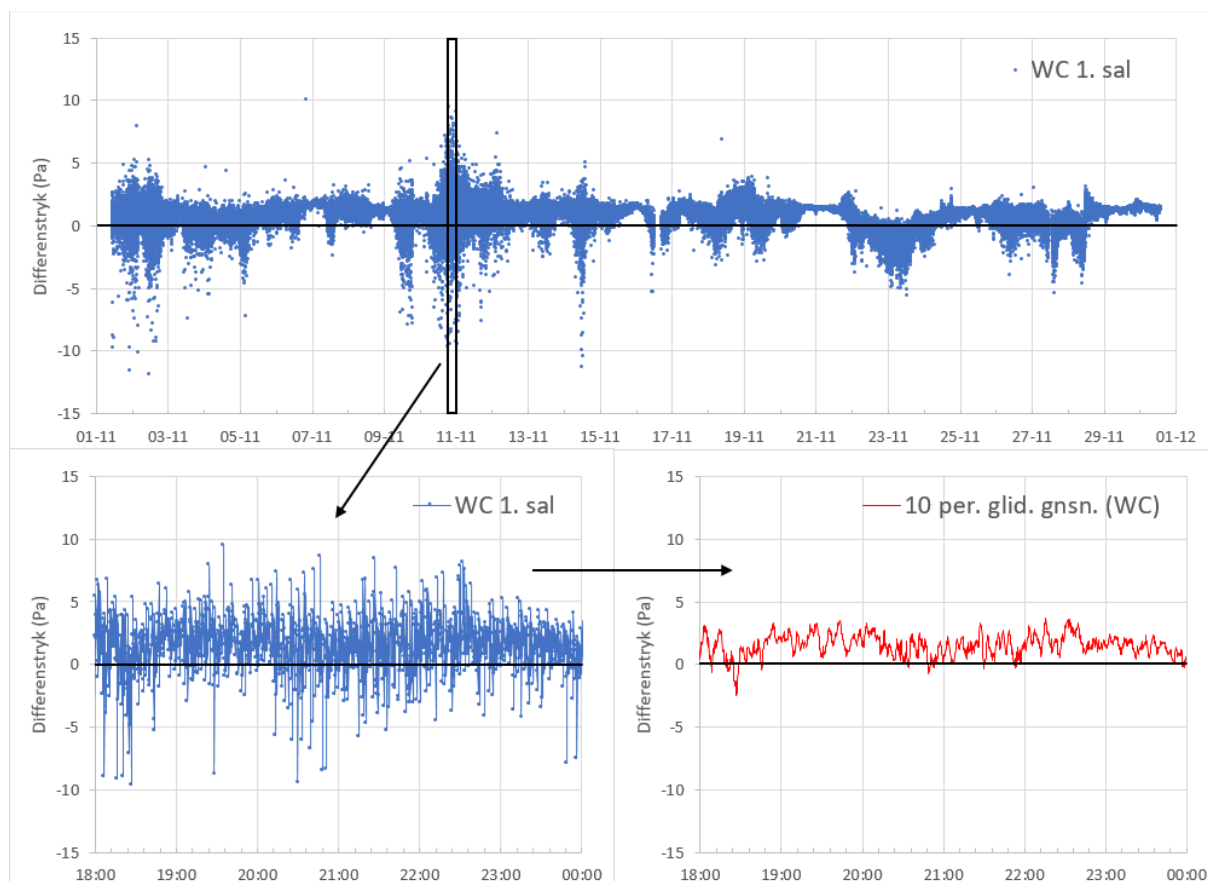 15
WC 1. sal
10
5
0
-5
-10
-15
Differenstryk (Pa)
01-11 03-11 05-11 07-11 09-11 11-11 13-11 15-11 17-11 19-11 21-11 23-11 25-11 27-11 29-11 01-12
15
WC 1. sal
10
5
0
-5
-10
-15
Differenstryk (Pa)
18:00 19:00 20:00 21:00 22:00 23:00 00:00
15
10 per. glid. gnsn. (WC)
10
5
0
-5
-10
-15
Differenstryk (Pa)
18:00 19:00 20:00 21:00 22:00 23:00 00:00